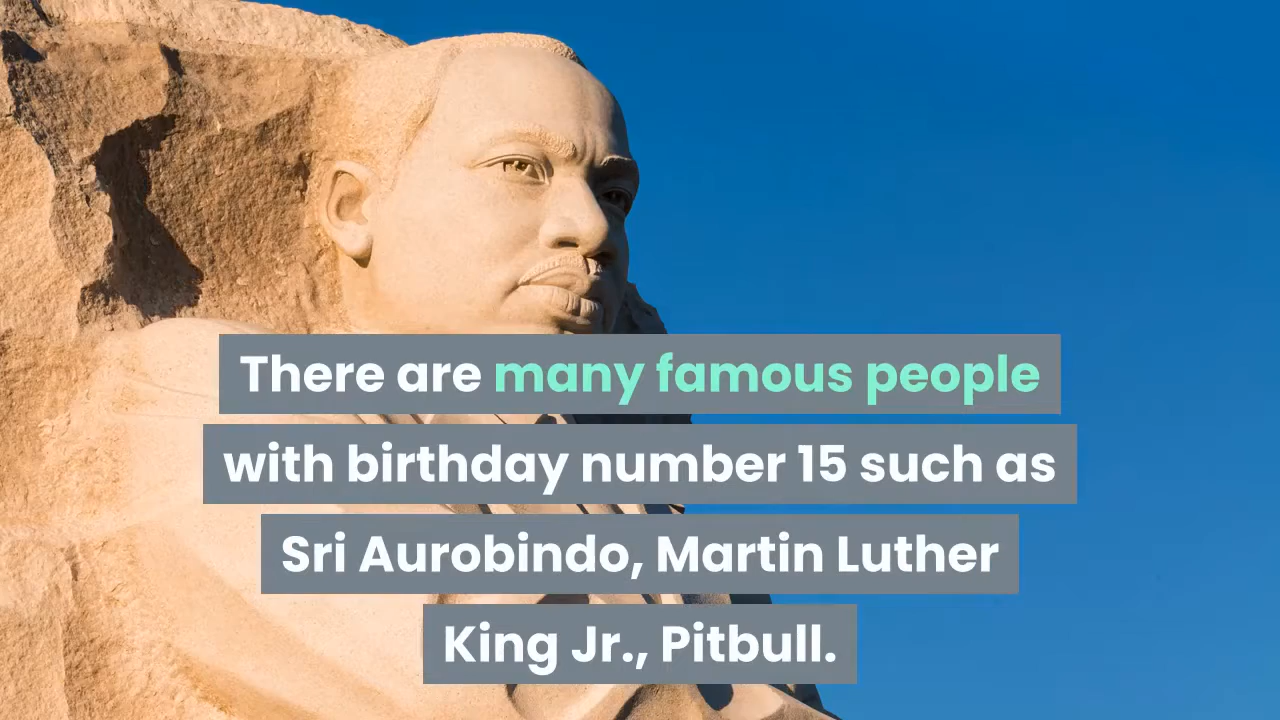 There are many famous people
with birthday number 15 such as
Sri Aurobindo, Martin Luther
King Jr., Pitbull.